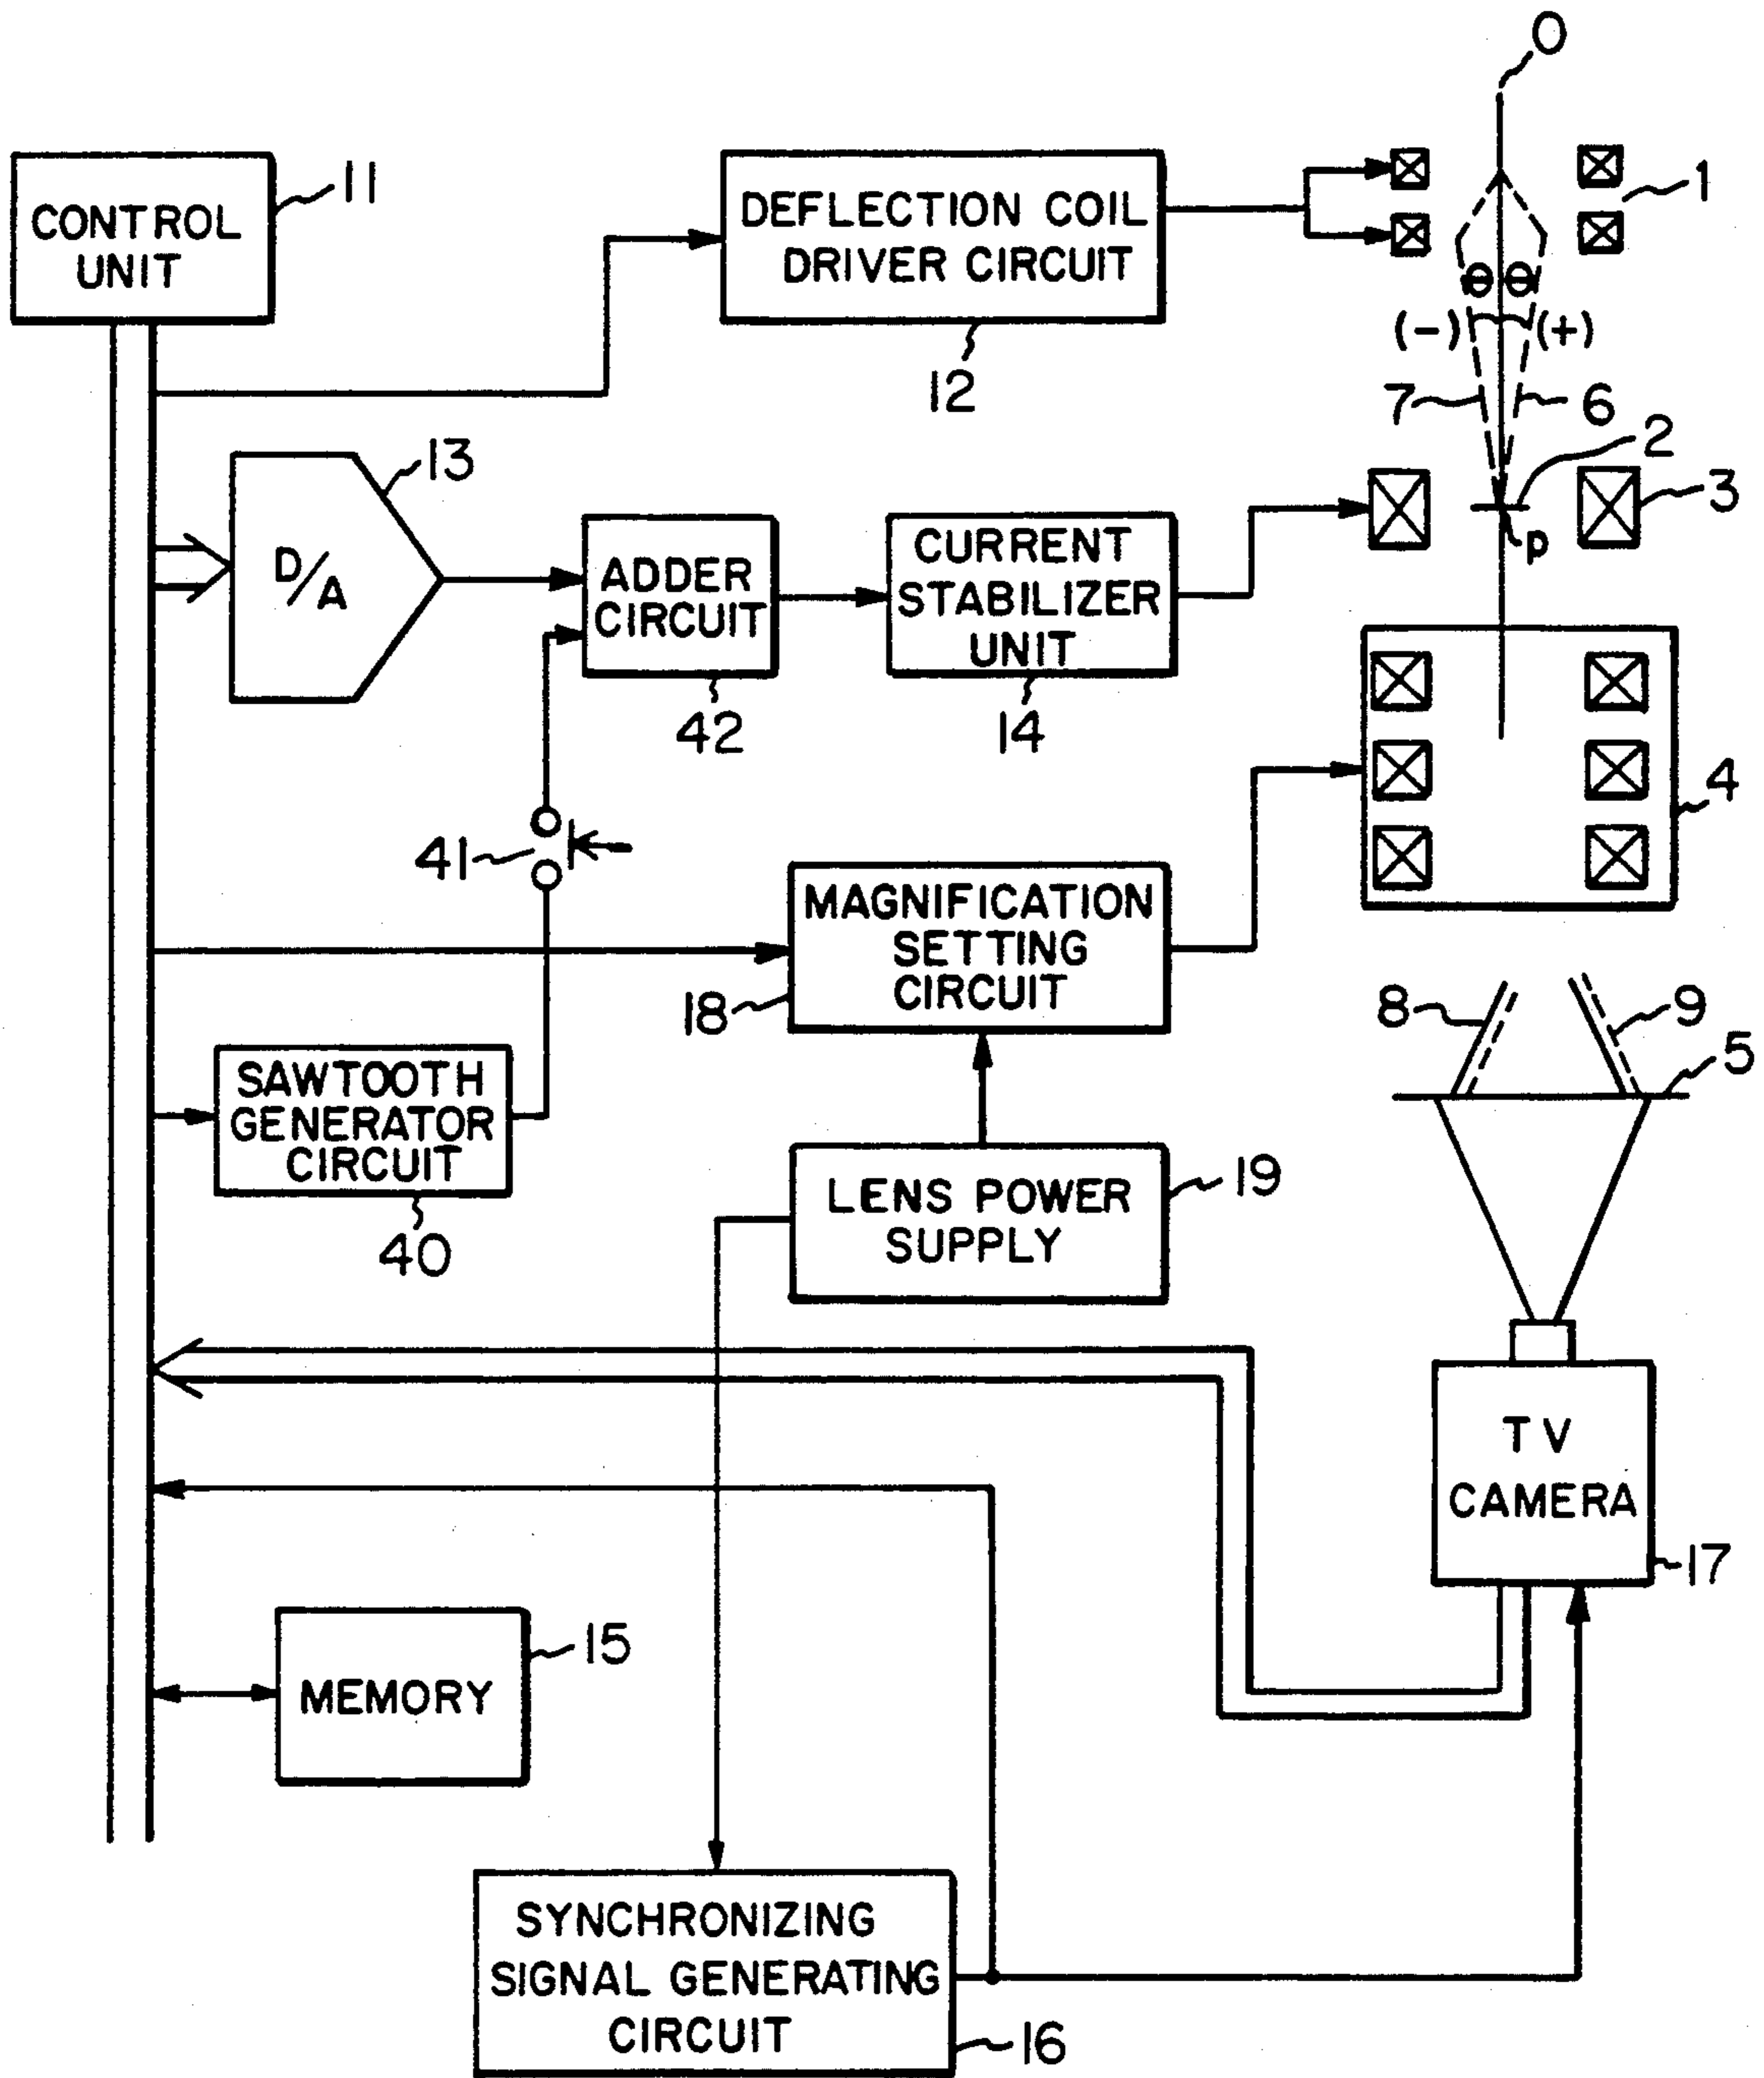 O
CONTROL
UNIT
11
DEFLECTION COIL
DRIVER CIRCUIT
12
1
θ θ
(-) (+)
7
6
2
3
P
D/A
13
ADDER
CIRCUIT
42
CURRENT
STABILIZER
UNIT
14
4
41
MAGNIFICATION
SETTING
CIRCUIT
18
8
9
5
SAWTOOTH
GENERATOR
CIRCUIT
40
LENS POWER
SUPPLY
19
TV
CAMERA
17
MEMORY
15
SYNCHRONIZING
SIGNAL GENERATING
CIRCUIT
16